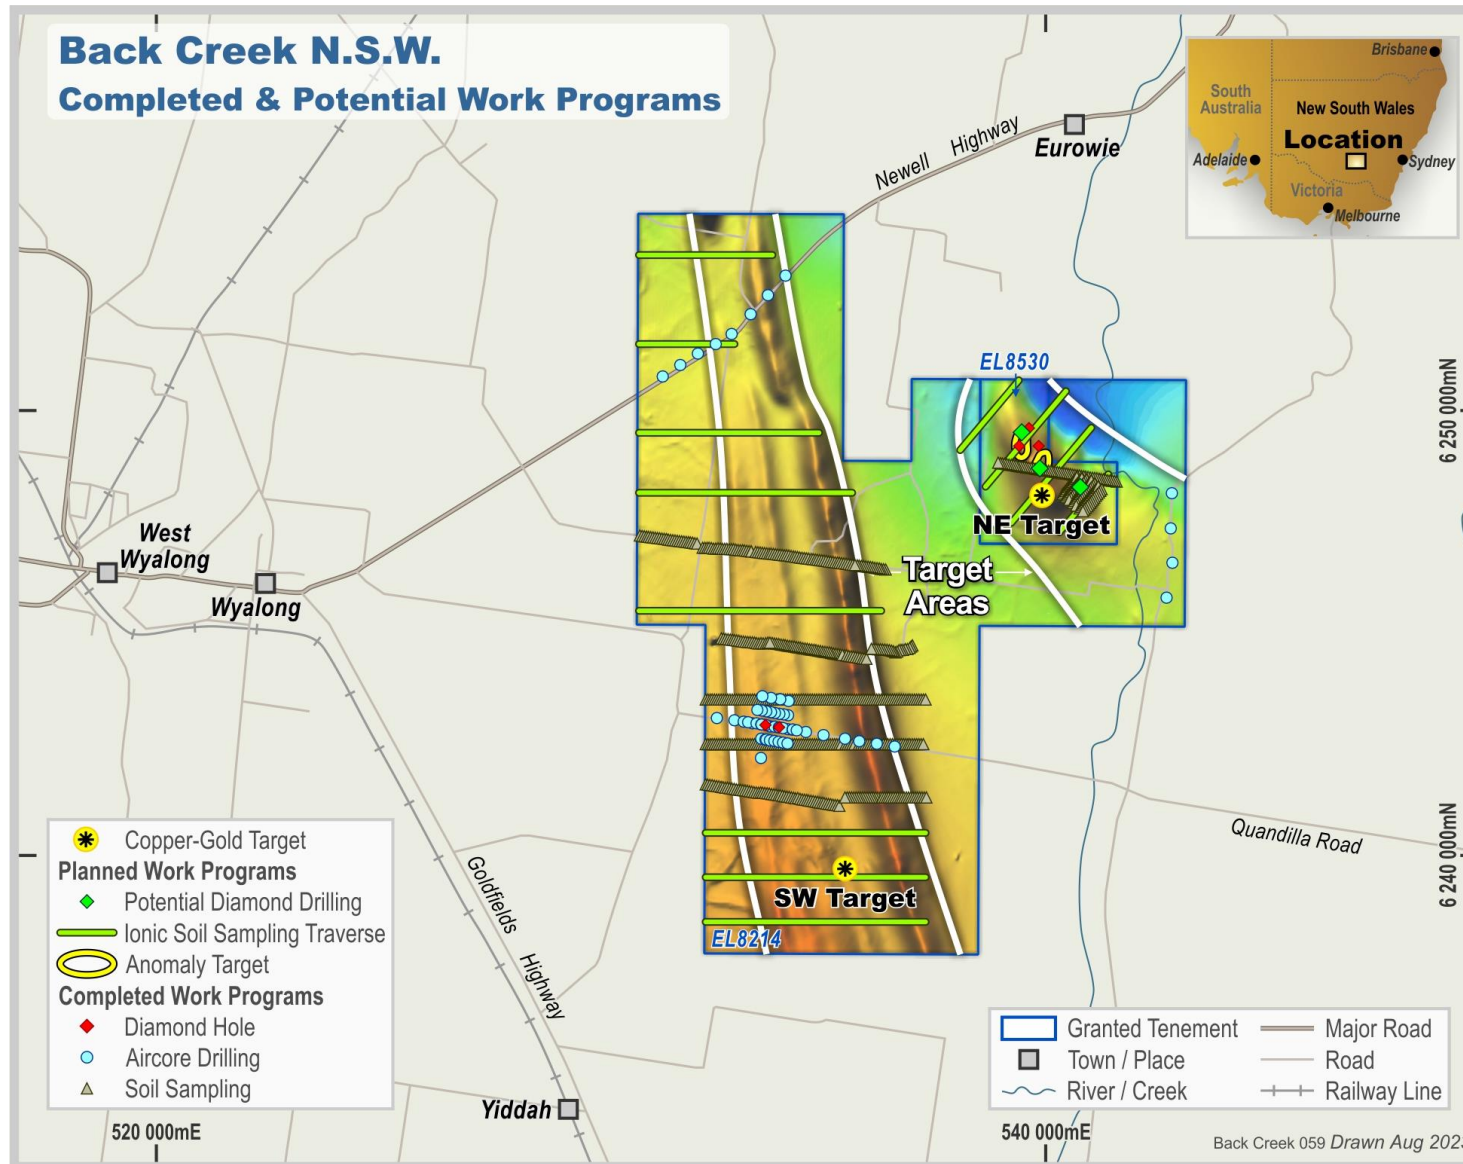 Back Creek N.S.W.
Completed & Potential Work Programs
Brisbane
South
Australia
New South Wales
Location
Adelaide
Sydney
Victoria
Melbourne
Newell Highway
Eurowie
EL8530
6 250 000mN
NE Target
West
Wyalong
Wyalong
Target
Areas
Quandilla Road
6 240 000mN
SW Target
EL8214
Goldfields Highway
Copper-Gold Target
Planned Work Programs
Potential Diamond Drilling
Ionic Soil Sampling Traverse
Anomaly Target
Completed Work Programs
Diamond Hole
Aircore Drilling
Soil Sampling
Granted Tenement
Major Road
Town / Place
Road
River / Creek
Railway Line
Yiddah
520 000mE
540 000mE
Back Creek 059 Drawn Aug